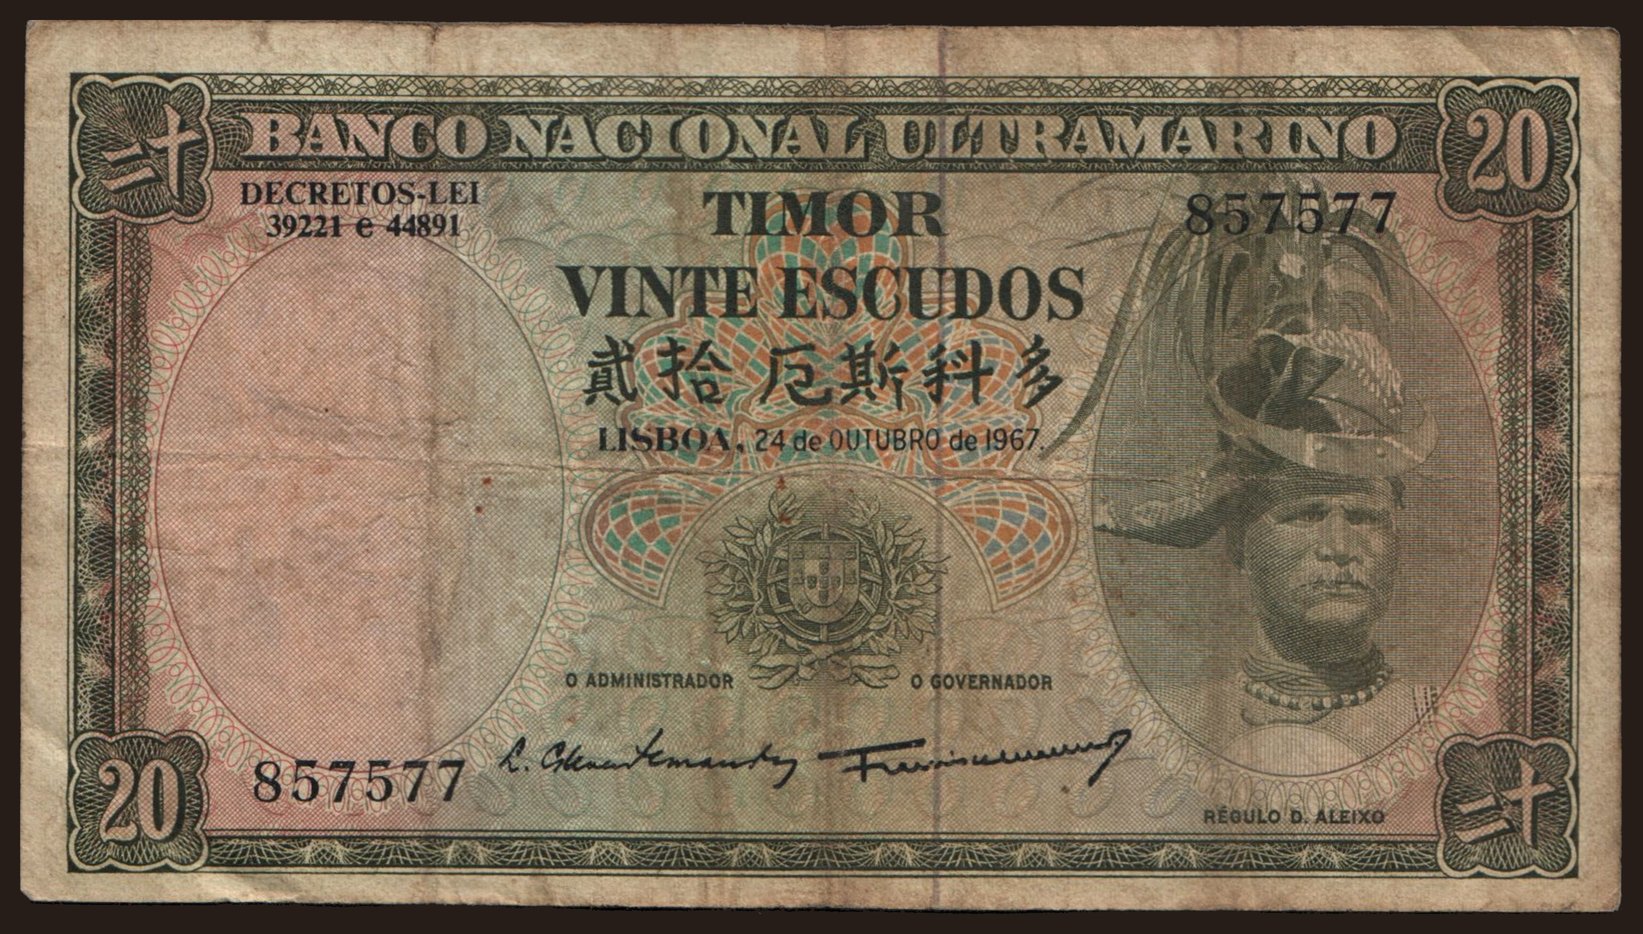 二十 BANCO NACIONAL ULTRAMARINO 20
DECRETOS-LEI
39221 e 44891
TIMOR
857577
VINTE ESCUDOS
貳拾厄斯科多
LISBOA, 24 de OUTUBRO de 1967.
O ADMINISTRADOR O GOVERNADOR
857577
RÉGULO D. ALEIXO
20 二十